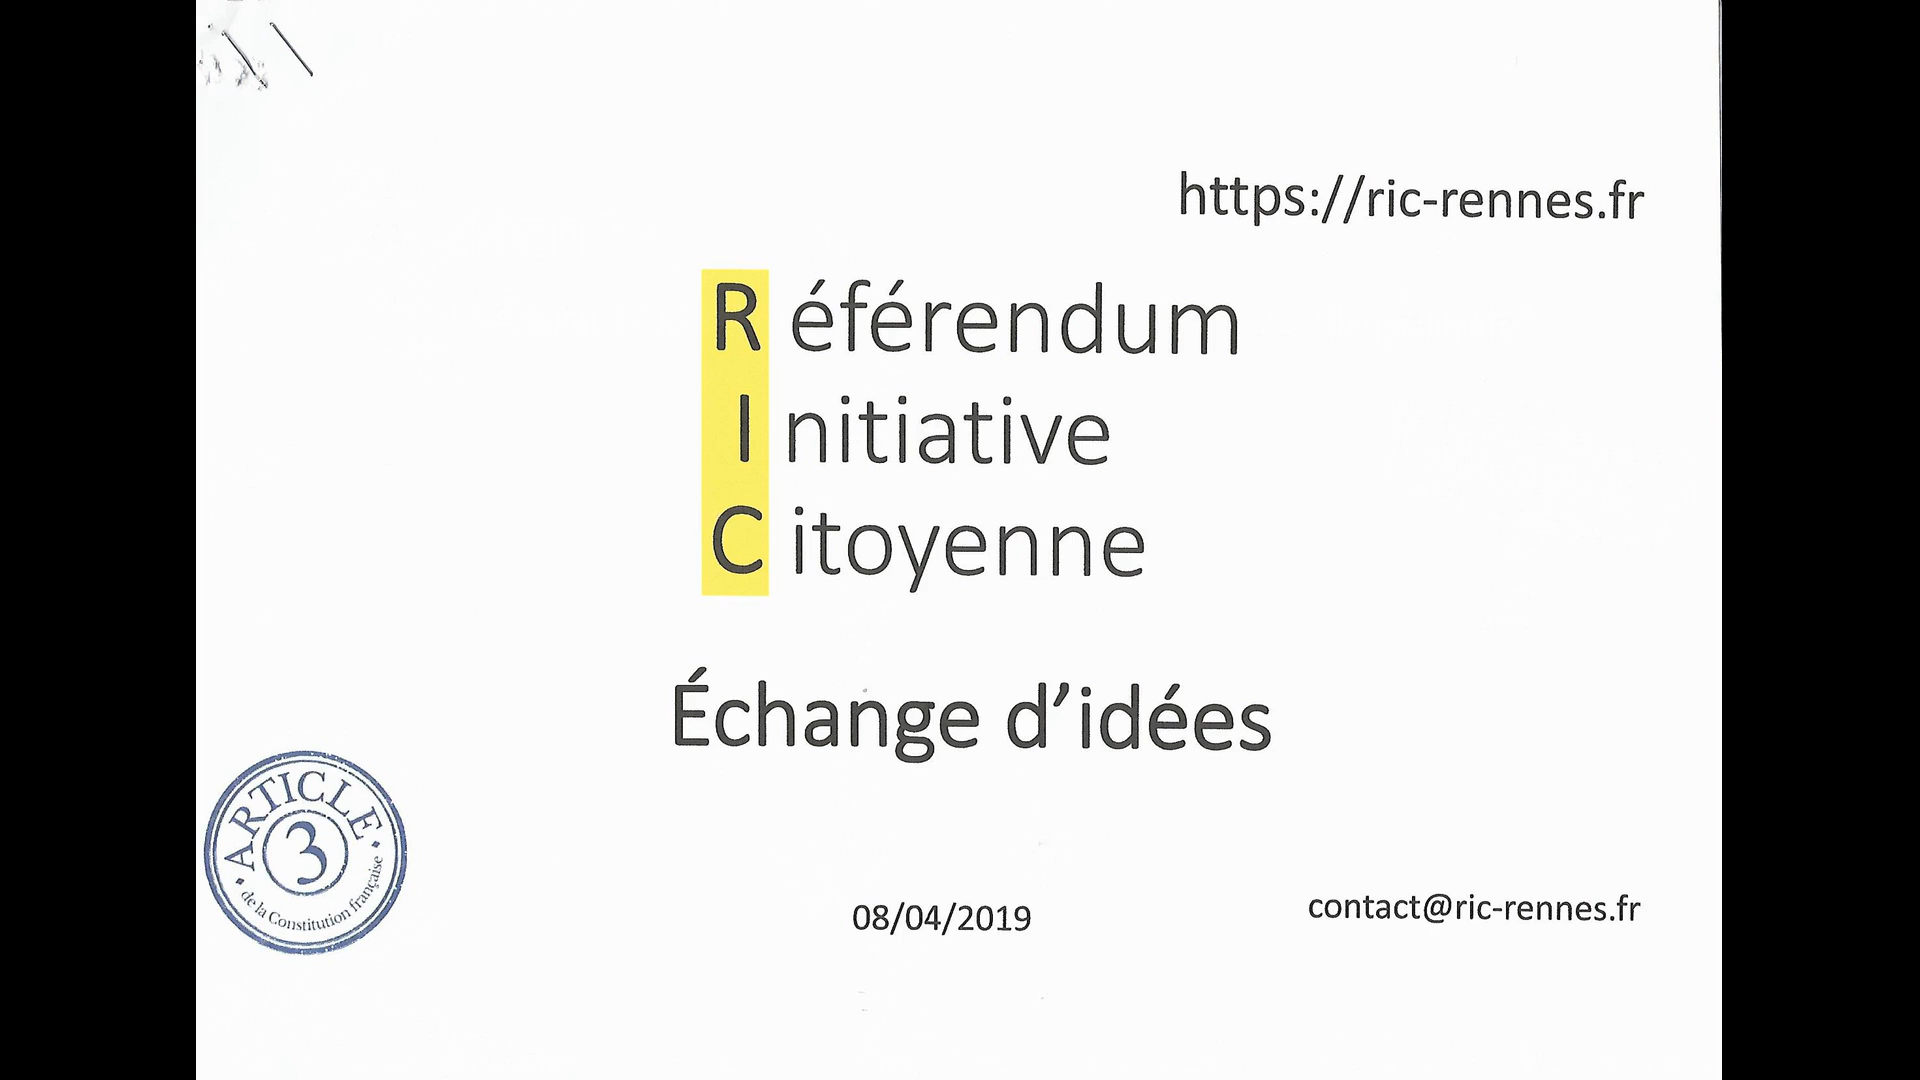 https://ric-rennes.fr
R éférendum
I nitiative
C itoyenne
Échange d’idées
ARTICLE
3
de la Constitution française
08/04/2019
contact@ric-rennes.fr